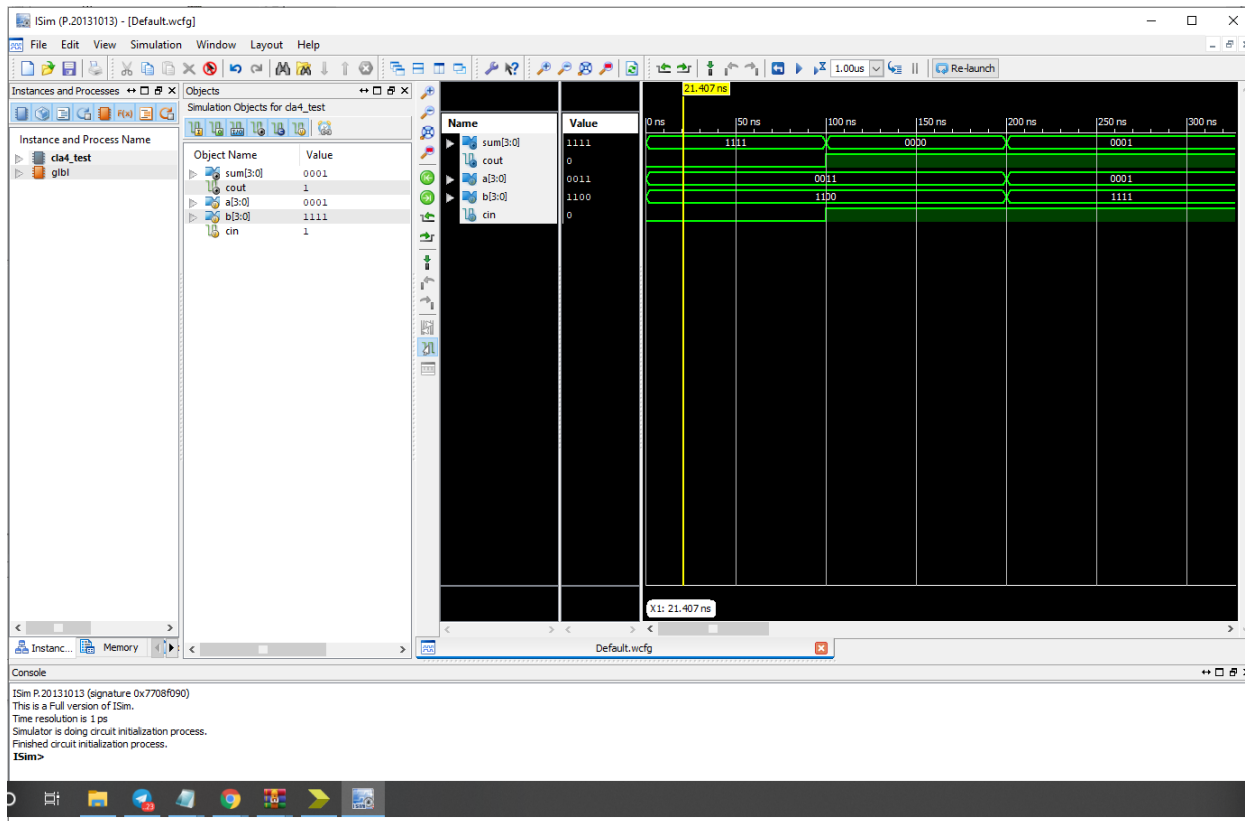 ISim (P.20131013) - [Default.wcfg]
File Edit View Simulation Window Layout Help
1.00us Re-launch
Instances and Processes
Instance and Process Name
cla4_test
glbl
Instanc... Memory
Objects
Simulation Objects for cla4_test
Object Name Value
sum[3:0] 0001
cout 1
a[3:0] 0001
b[3:0] 1111
cin 1
21.407 ns
Name Value 0 ns 50 ns 100 ns 150 ns 200 ns 250 ns 300 ns
sum[3:0] 1111 1111 0000 0001
cout 0
a[3:0] 0011 0011 0001
b[3:0] 1100 1100 1111
cin 0
X1: 21.407 ns
Default.wcfg
Console
ISim P.20131013 (signature 0x7708f090)
This is a Full version of ISim.
Time resolution is 1 ps
Simulator is doing circuit initialization process.
Finished circuit initialization process.
ISim>